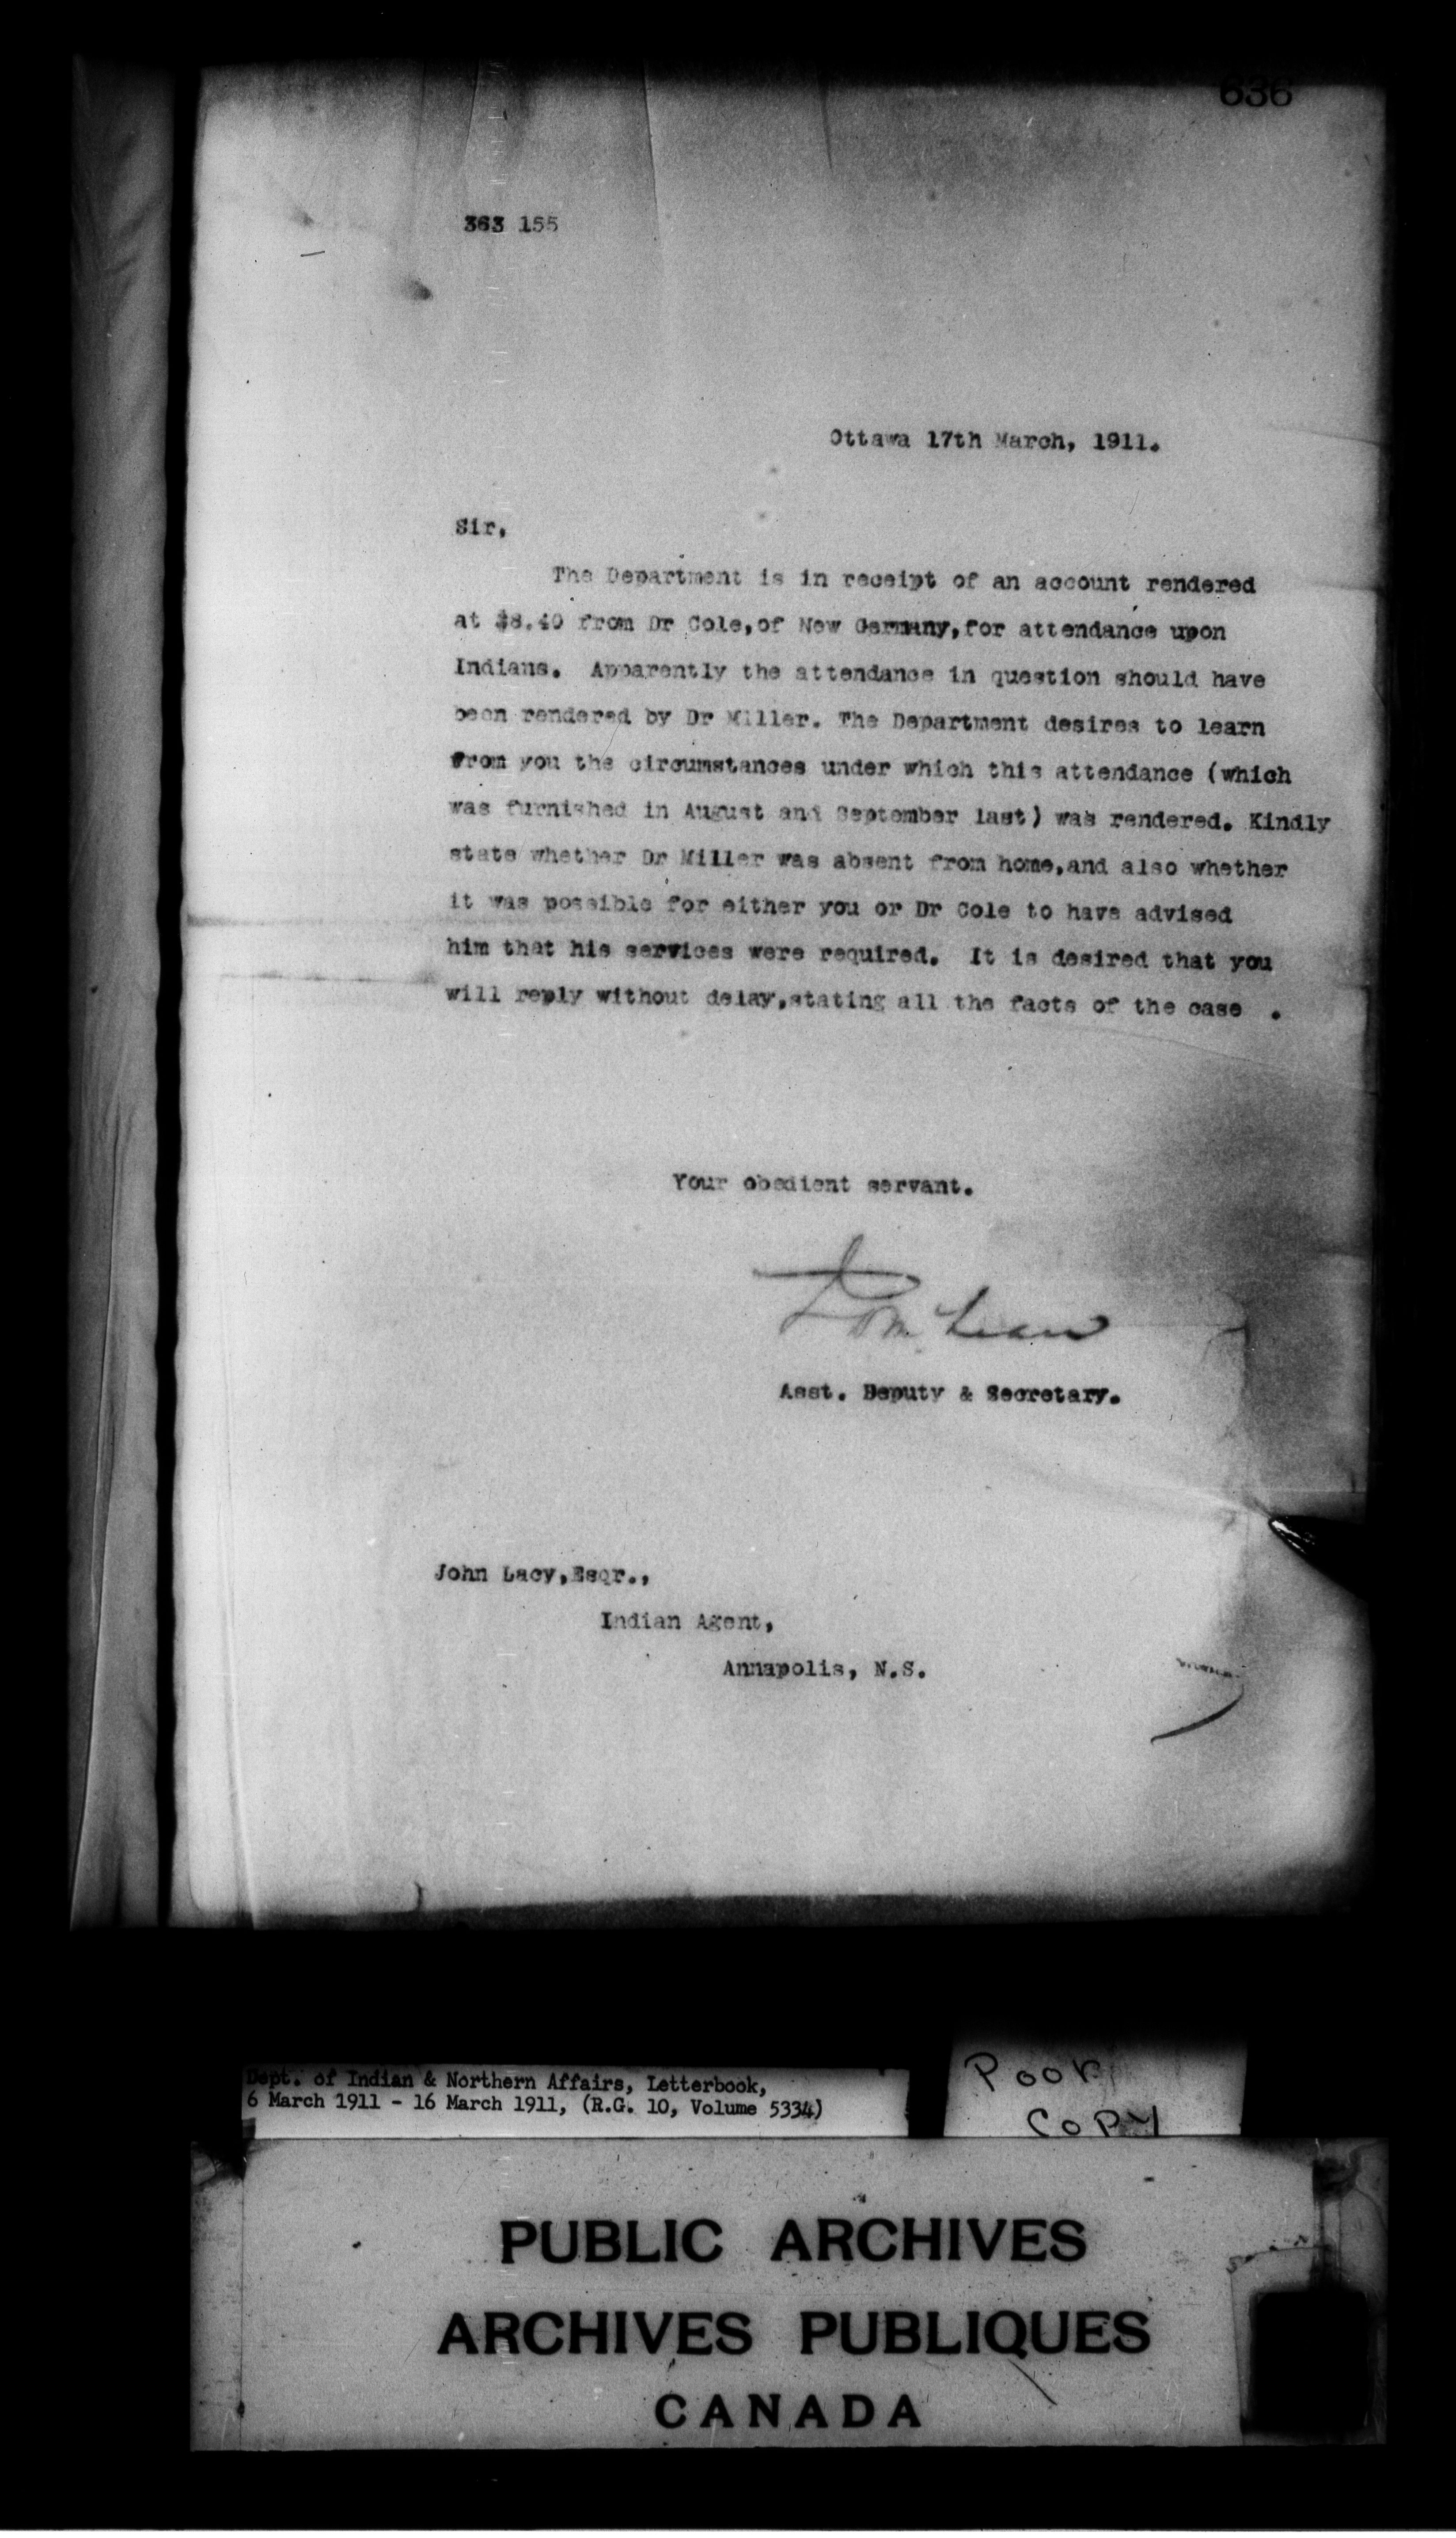 636
363 155
Ottawa 17th March, 1911.
Sir,
The Department is in receipt of an account rendered
at $8.40 from Dr Cole,of New Germany,for attendance upon
Indians. Apparently the attendance in question should have
been rendered by Dr Miller. The Department desires to learn
from you the circumstances under which this attendance (which
was furnished in August and September last) was rendered. Kindly
state whether Dr Miller was absent from home,and also whether
it was possible for either you or Dr Cole to have advised
him that his services were required. It is desired that you
will reply without delay,stating all the facts of the case .
Your obedient servant.
Asst. Deputy & Secretary.
John Lacy,Esqr.,
Indian Agent,
Annapolis, N.S.
Dept. of Indian & Northern Affairs, Letterbook,
6 March 1911 - 16 March 1911, (R.G. 10, Volume 5334)
POOR
COPY
PUBLIC ARCHIVES
ARCHIVES PUBLIQUES
CANADA